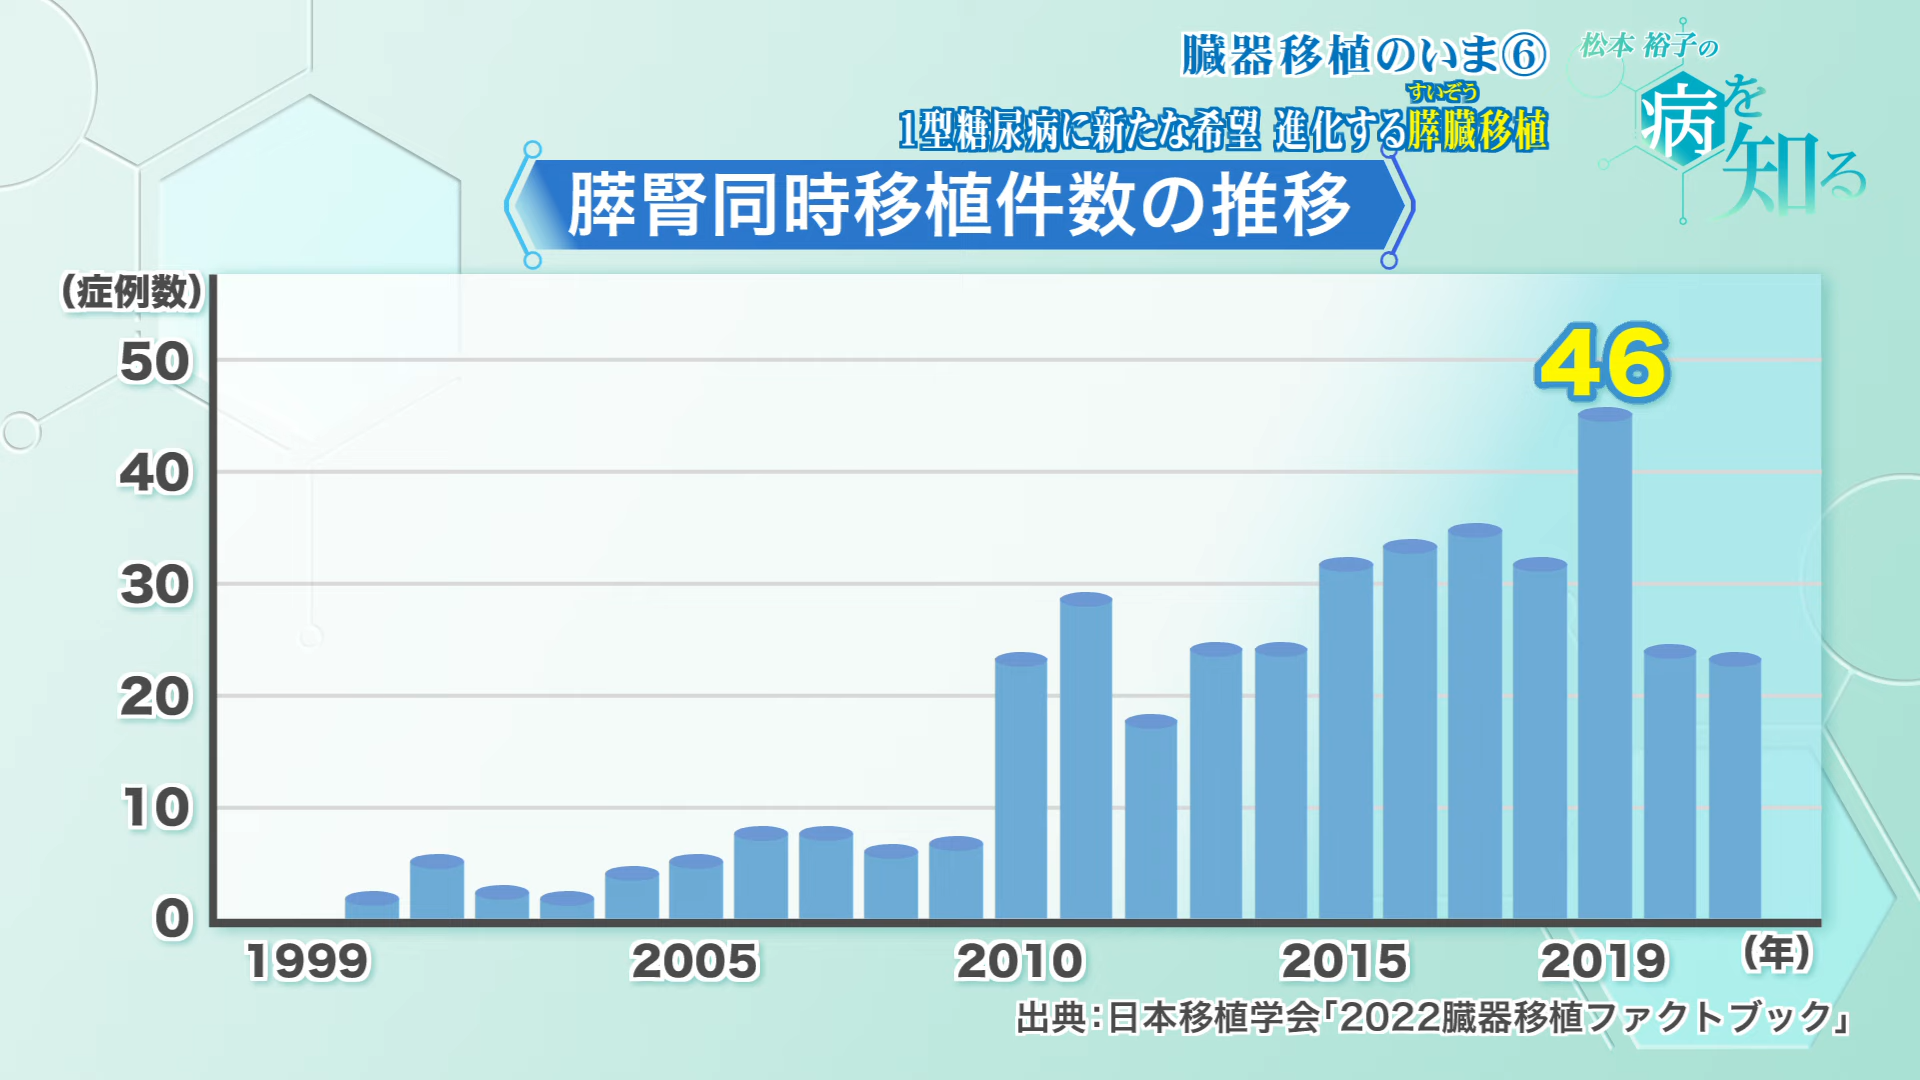 臓器移植のいま⑥
すいぞう
1型糖尿病に新たな希望 進化する膵臓移植
松本 裕子の
病を
知る
膵腎同時移植件数の推移
(症例数)
50
40
30
20
10
0
46
1999 2005 2010 2015 2019 (年)
出典:日本移植学会「2022臓器移植ファクトブック」